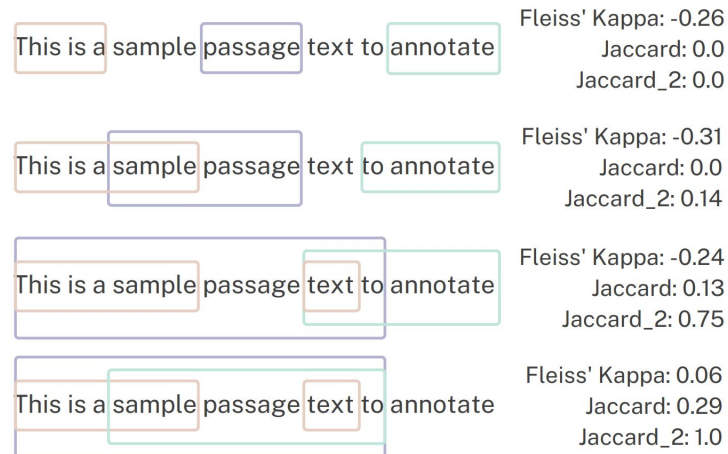 This is a sample passage text to annotate
Fleiss' Kappa: -0.26
Jaccard: 0.0
Jaccard_2: 0.0
This is a sample passage text to annotate
Fleiss' Kappa: -0.31
Jaccard: 0.0
Jaccard_2: 0.14
This is a sample passage text to annotate
Fleiss' Kappa: -0.24
Jaccard: 0.13
Jaccard_2: 0.75
This is a sample passage text to annotate
Fleiss' Kappa: 0.06
Jaccard: 0.29
Jaccard_2: 1.0